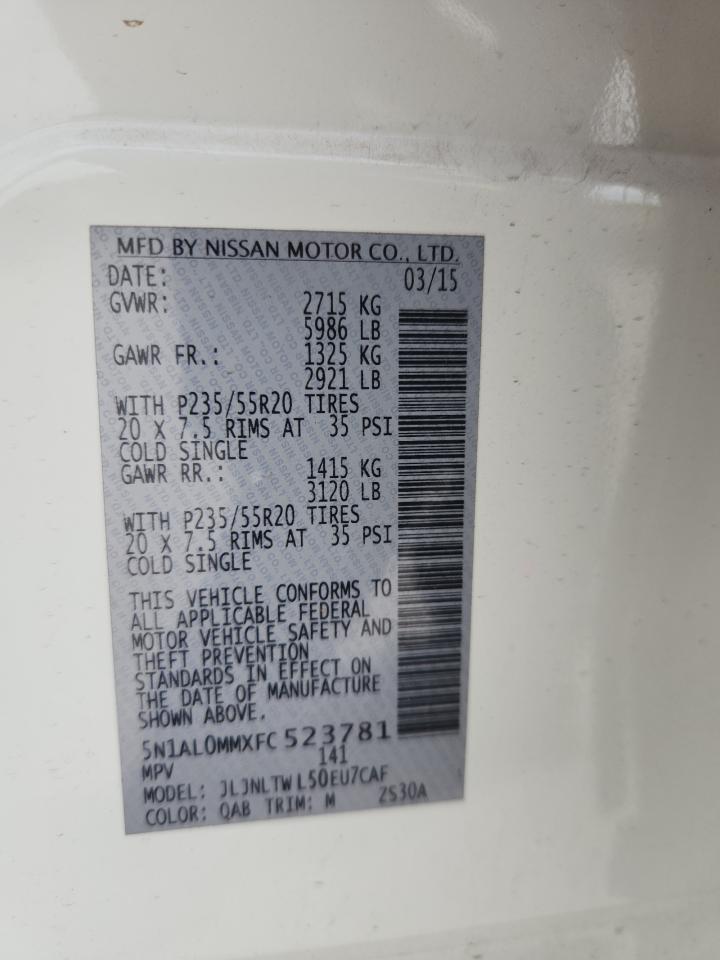 MFD BY NISSAN MOTOR CO., LTD.
DATE: 03/15
GVWR: 2715 KG
5986 LB
GAWR FR.: 1325 KG
2921 LB
WITH P235/55R20 TIRES
20 X 7.5 RIMS AT 35 PSI
COLD SINGLE
GAWR RR.: 1415 KG
3120 LB
WITH P235/55R20 TIRES
20 X 7.5 RIMS AT 35 PSI
COLD SINGLE
THIS VEHICLE CONFORMS TO
ALL APPLICABLE FEDERAL
MOTOR VEHICLE SAFETY AND
THEFT PREVENTION
STANDARDS IN EFFECT ON
THE DATE OF MANUFACTURE
SHOWN ABOVE.
5N1AL0MMXFC 523781
MPV 141
MODEL: JLJNLTWL50EU7CAF
COLOR: QAB TRIM: M ZS30A